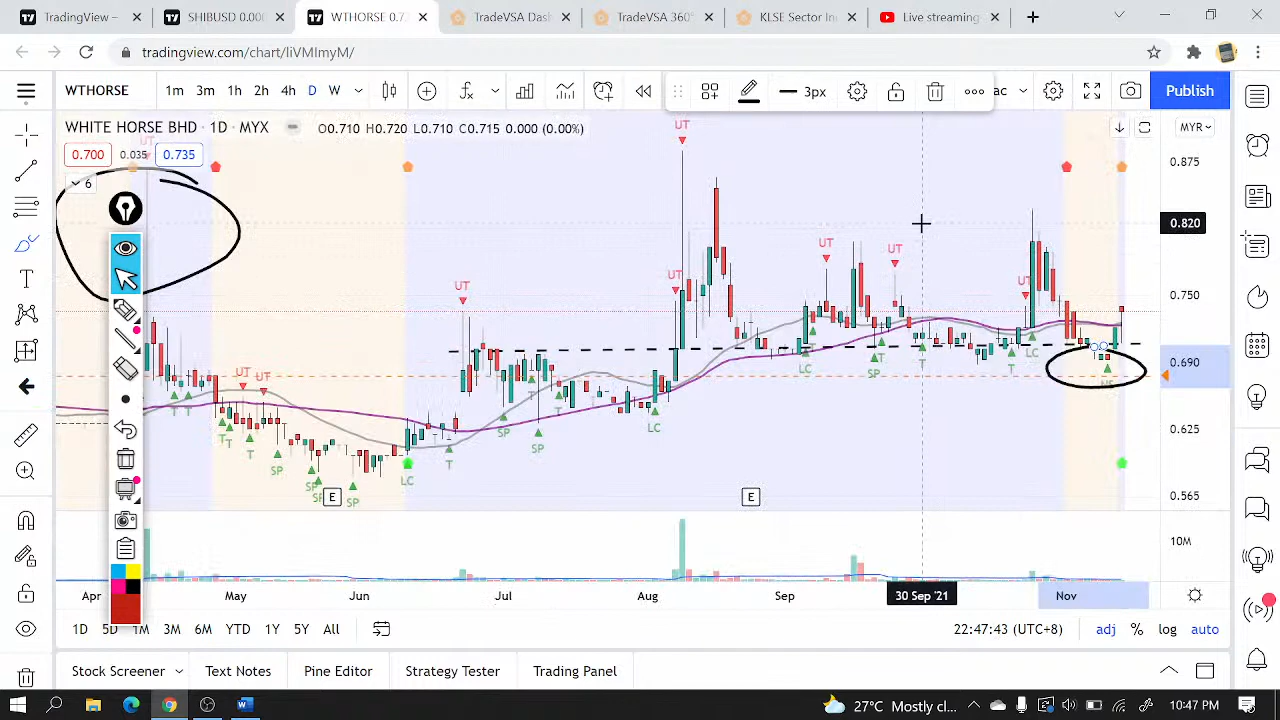 TradingView
SHIBUSD 0.00
WTHORSE 0.7
TradeVSA Das
TradeVSA 360°
KLSE Sector In
Live streaming
tradingview.com/chart/liVMImyM/
WTHORSE
1m 3m 1h 2h 4h D W
3px
ac
Publish
WHITE HORSE BHD · 1D · MYX
O0.710 H0.720 L0.710 C0.715 0.000 (0.00%)
MYR
0.700 0.035 0.735
6
UT
0.875
0.820
UT
UT
UT
UT
UT
UT
0.750
0.690
UT
UT
T
T
T
T
T
SP
SP
SP
SP
LC
T
SP
T
T
SP
LC
LC
T
SP
T
T
LC
0.625
0.565
E
E
10M
Apr May Jun Jul Aug Sep 30 Sep '21 Nov
1D 5D 1M 3M 6M YTD 1Y 5Y All
22:47:43 (UTC+8) adj % log auto
Stock Screener Text Notes Pine Editor Strategy Tester Trading Panel
27°C Mostly cl...
10:47 PM